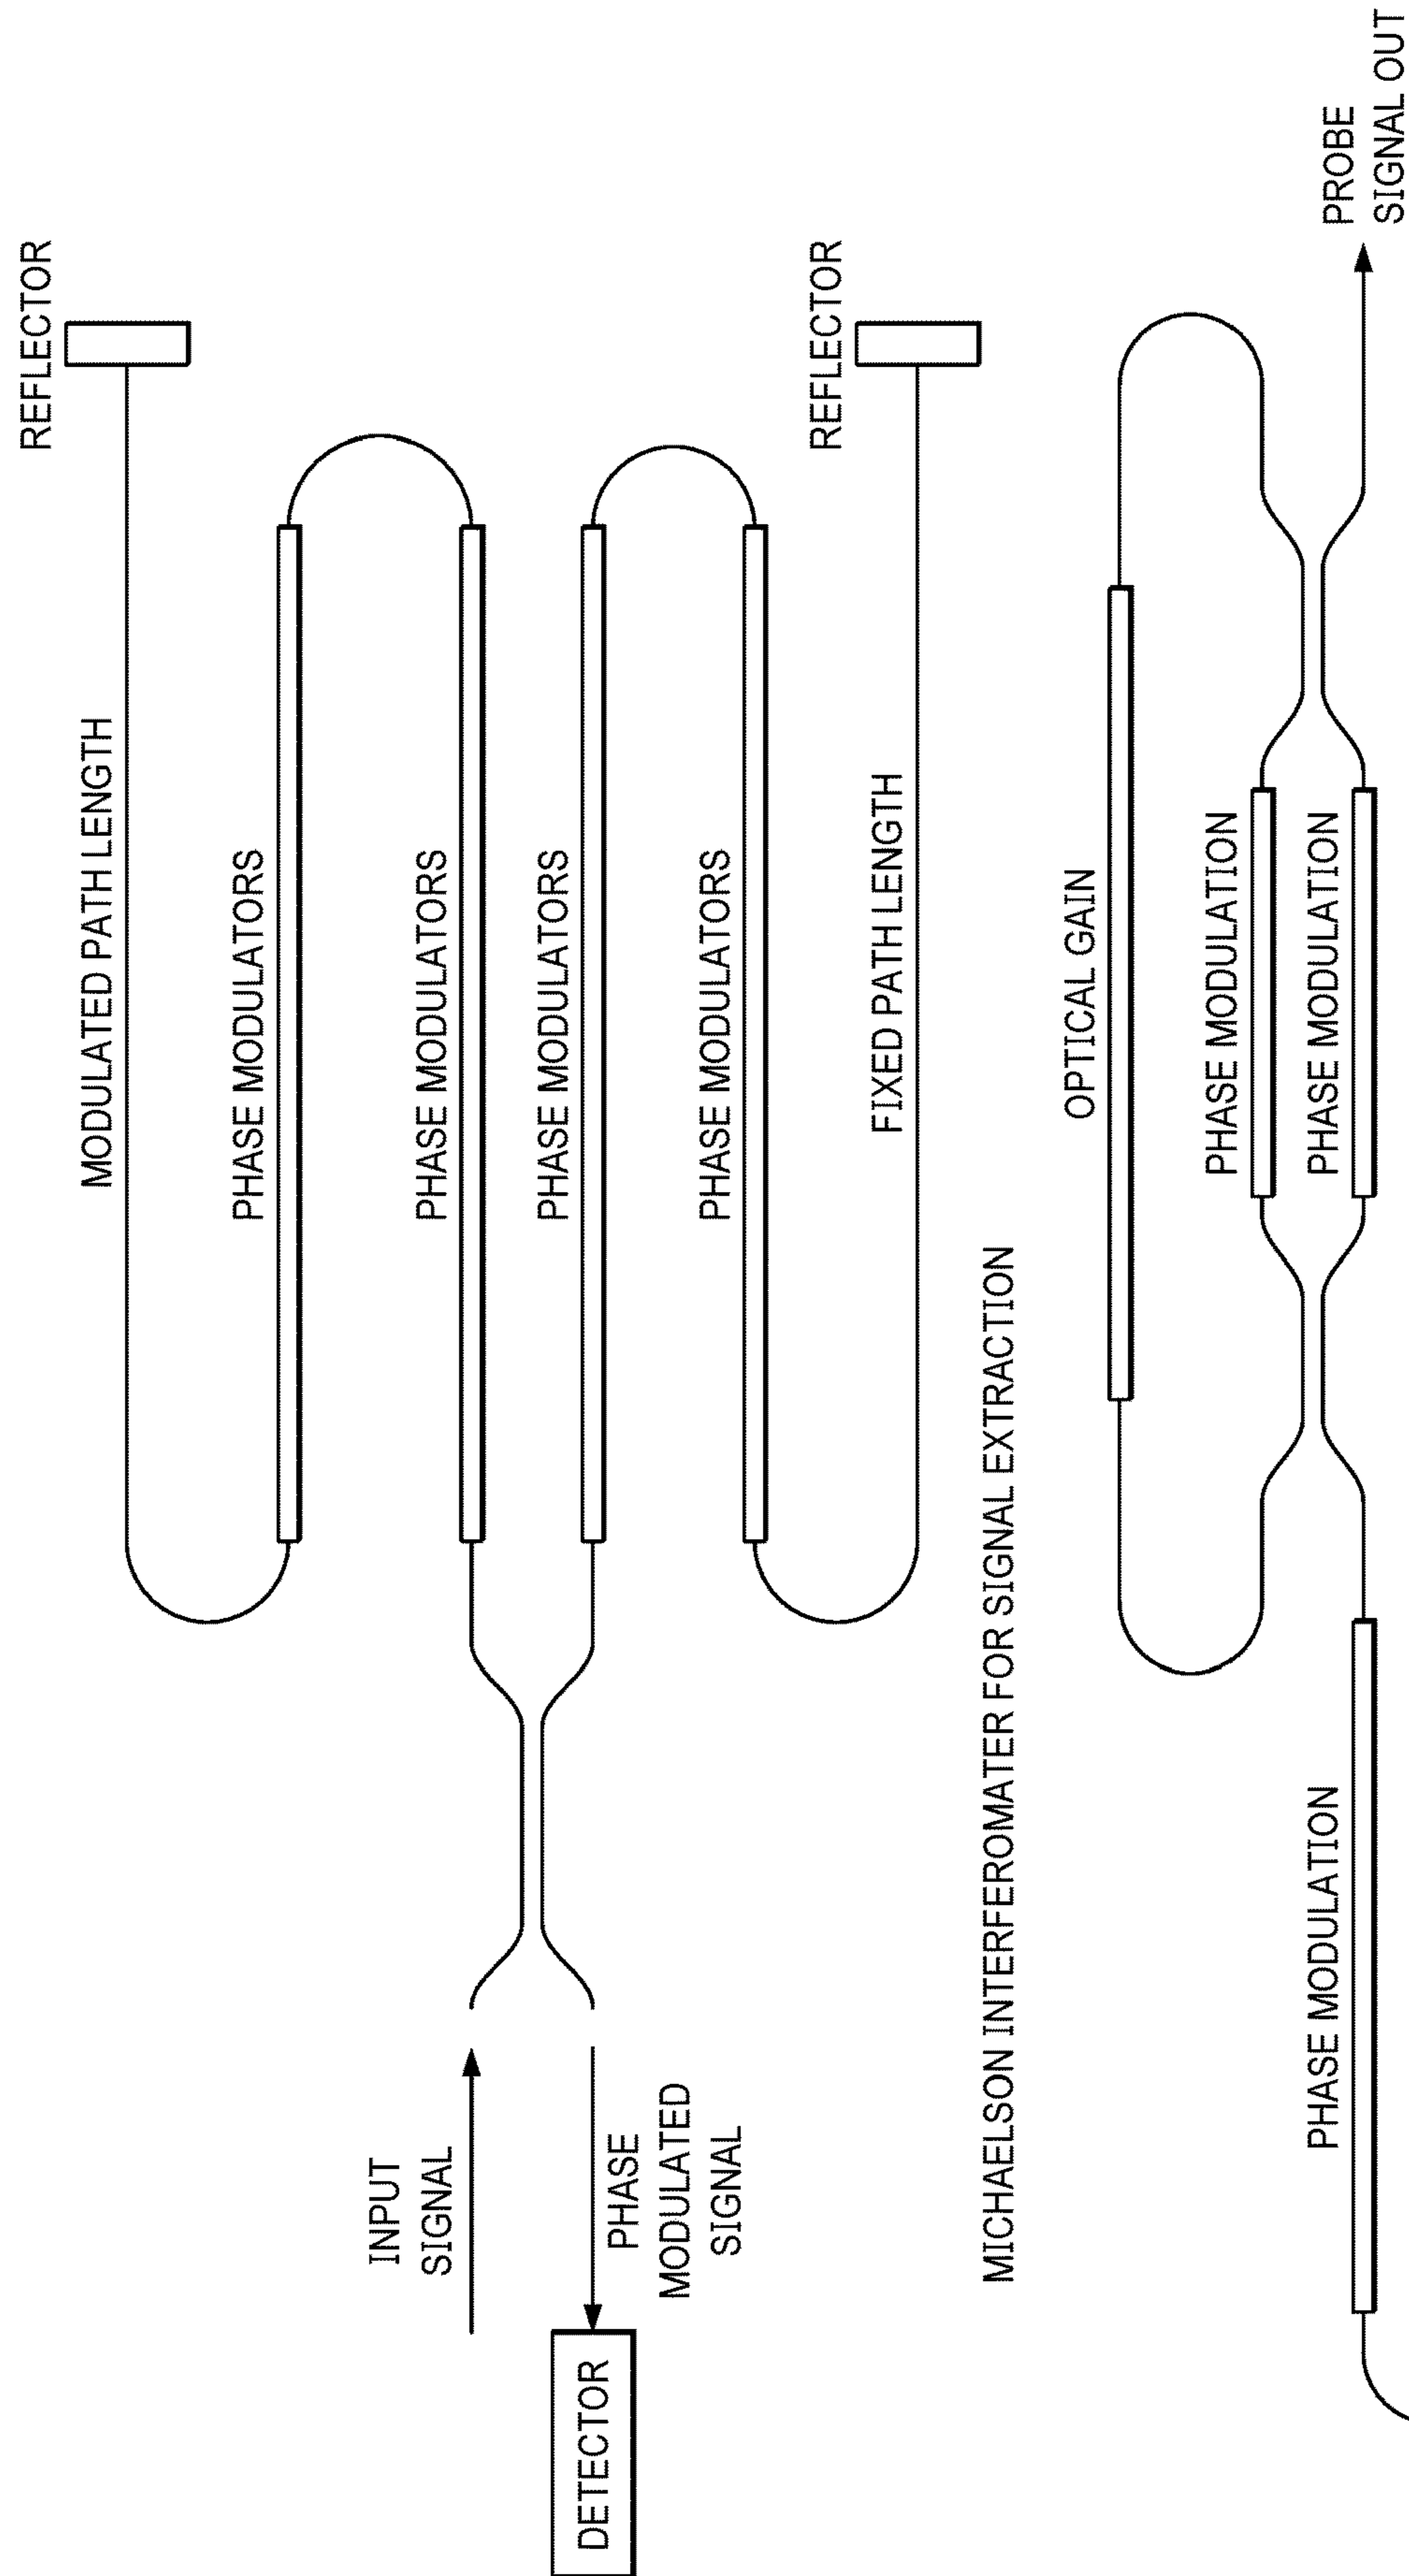 REFLECTOR
MODULATED PATH LENGTH
PHASE MODULATORS
INPUT
SIGNAL
PHASE MODULATORS
PHASE MODULATORS
DETECTOR
PHASE
MODULATED
SIGNAL
PHASE MODULATORS
REFLECTOR
FIXED PATH LENGTH
MICHAELSON INTERFEROMATER FOR SIGNAL EXTRACTION
OPTICAL GAIN
PHASE MODULATION
PHASE MODULATION
PHASE MODULATION
PROBE
SIGNAL OUT